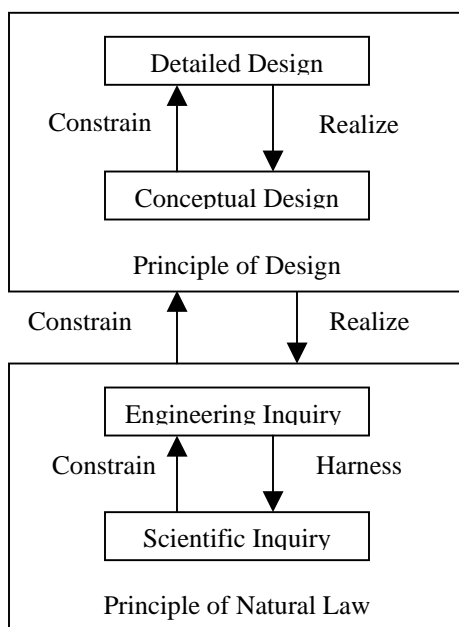 Detailed Design
Constrain
Realize
Conceptual Design
Principle of Design
Constrain
Realize
Engineering Inquiry
Constrain
Harness
Scientific Inquiry
Principle of Natural Law